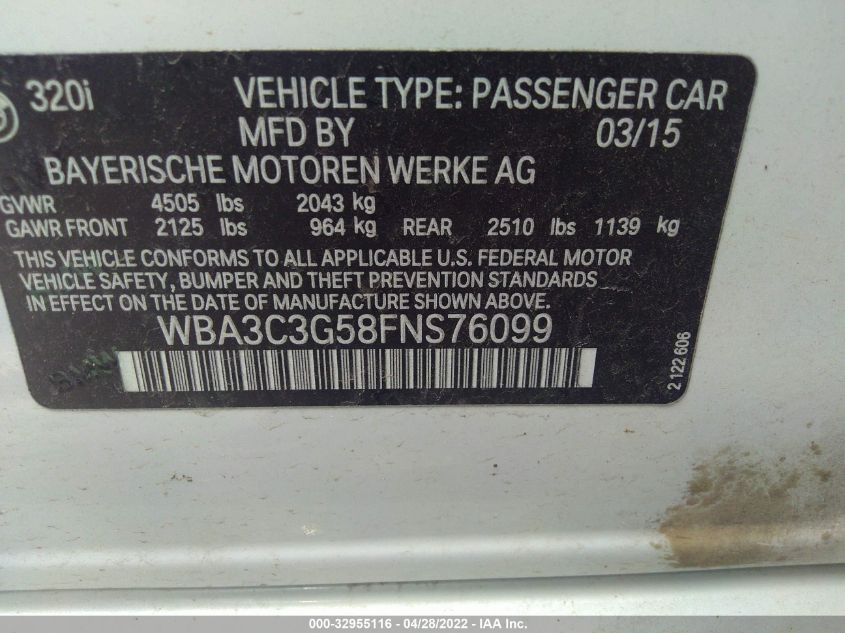 320i VEHICLE TYPE: PASSENGER CAR
MFD BY 03/15
BAYERISCHE MOTOREN WERKE AG
GVWR 4505 lbs 2043 kg
GAWR FRONT 2125 lbs 964 kg REAR 2510 lbs 1139 kg
THIS VEHICLE CONFORMS TO ALL APPLICABLE U.S. FEDERAL MOTOR
VEHICLE SAFETY, BUMPER AND THEFT PREVENTION STANDARDS
IN EFFECT ON THE DATE OF MANUFACTURE SHOWN ABOVE.
WBA3C3G58FNS76099
2 122 606
000-32955116 - 04/28/2022 - IAA Inc.